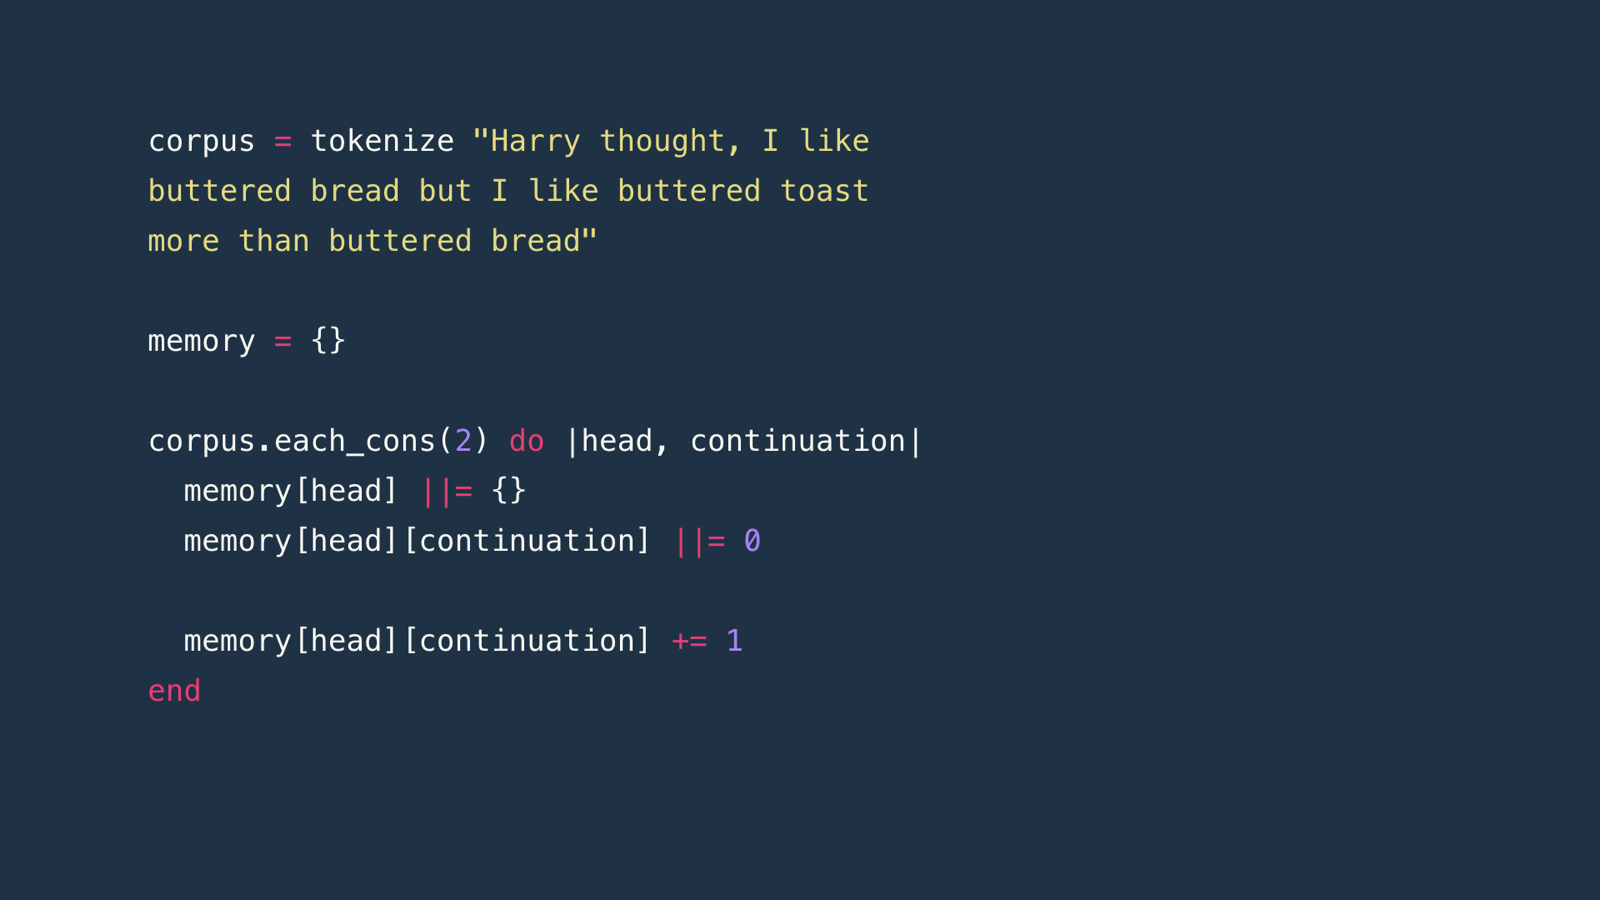 corpus = tokenize "Harry thought, I like
buttered bread but I like buttered toast
more than buttered bread"
memory = {}
corpus.each_cons(2) do |head, continuation|
  memory[head] ||= {}
  memory[head][continuation] ||= 0
  memory[head][continuation] += 1
end